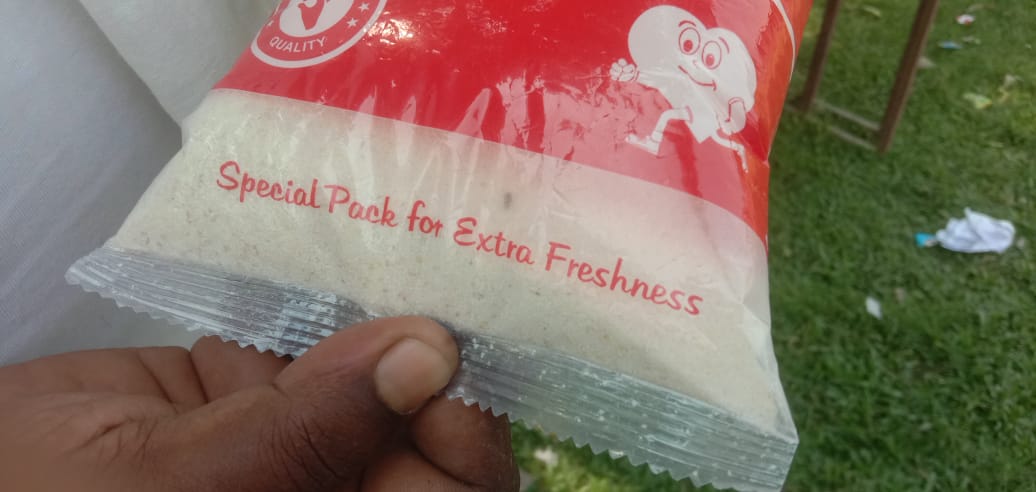 QUALITY
Special Pack for Extra Freshness